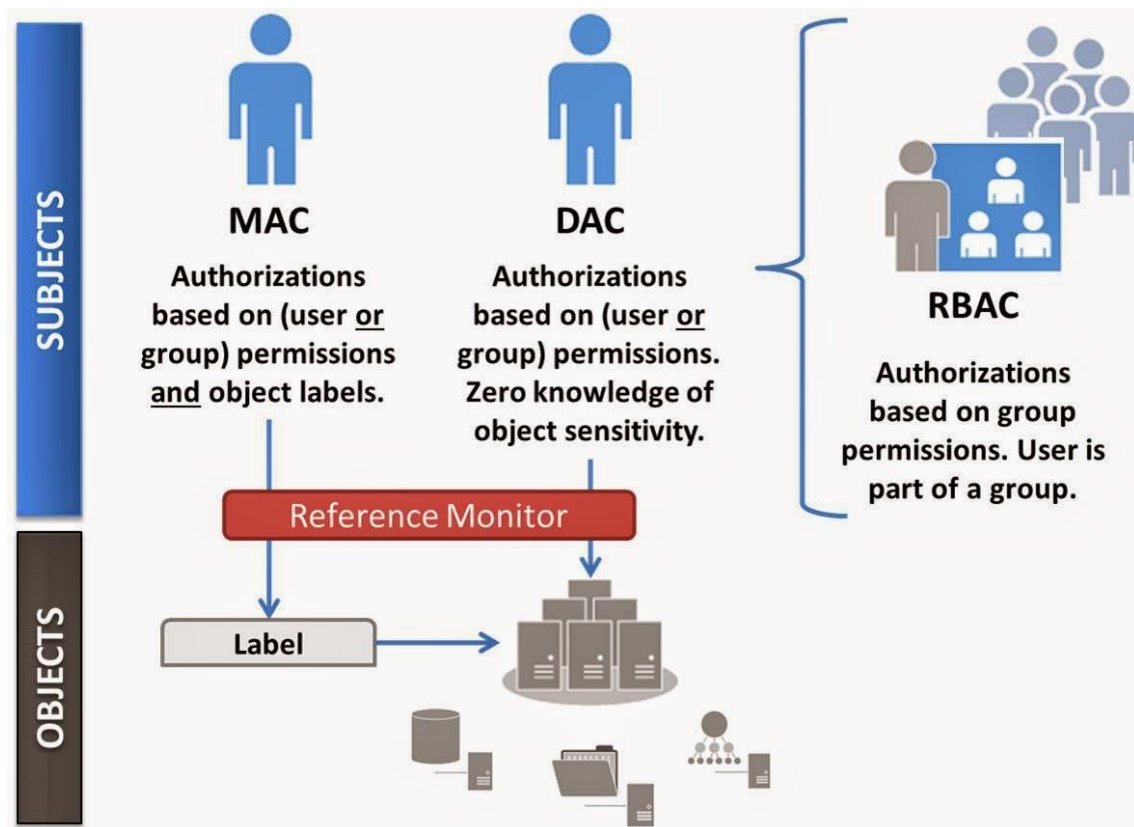 SUBJECTS
MAC
Authorizations
based on (user or
group) permissions
and object labels.
DAC
Authorizations
based on (user or
group) permissions.
Zero knowledge of
object sensitivity.
RBAC
Authorizations
based on group
permissions. User is
part of a group.
Reference Monitor
OBJECTS
Label